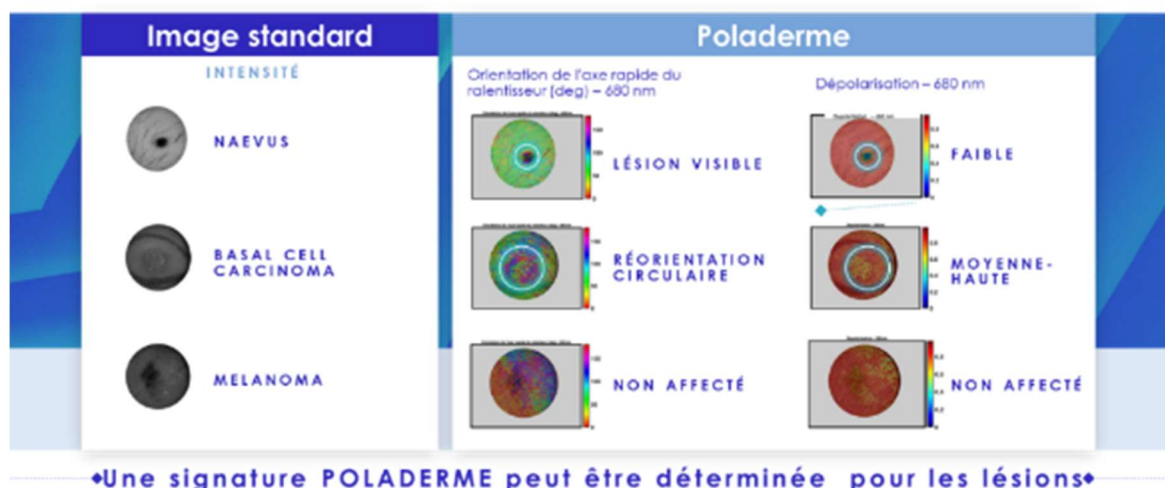 Image standard
Poladerme
INTENSITÉ
Orientation de l'axe rapide du
ralentisseur (deg) – 680 nm
Dépolarisation – 680 nm
NAEVUS
LÉSION VISIBLE
FAIBLE
BASAL CELL
CARCINOMA
RÉORIENTATION
CIRCULAIRE
MOYENNE-
HAUTE
MELANOMA
NON AFFECTÉ
NON AFFECTÉ
Une signature POLADERME peut être déterminée pour les lésions